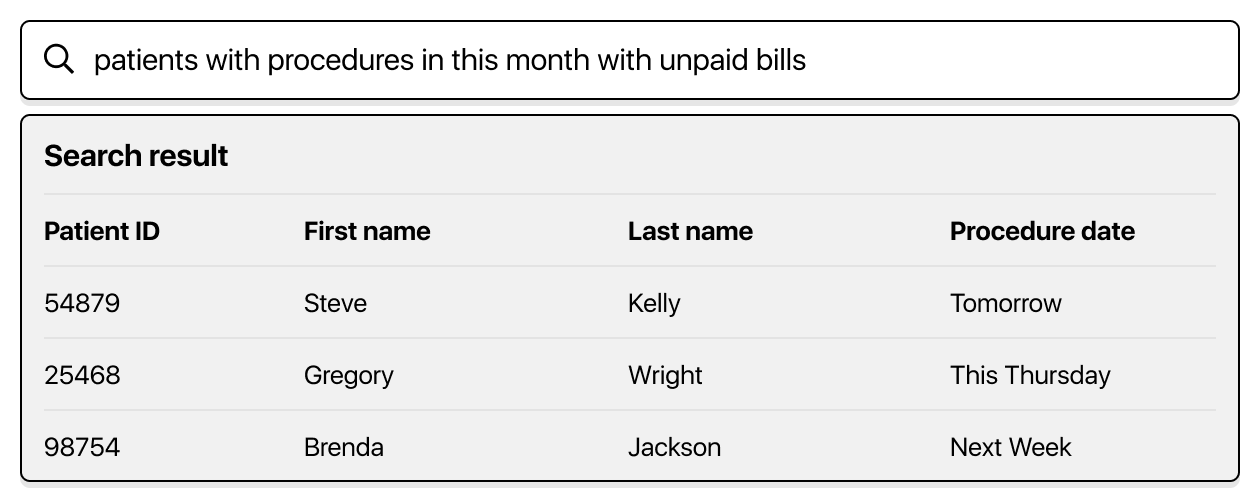 patients with procedures in this month with unpaid bills
Search result
Patient ID First name Last name Procedure date
54879 Steve Kelly Tomorrow
25468 Gregory Wright This Thursday
98754 Brenda Jackson Next Week